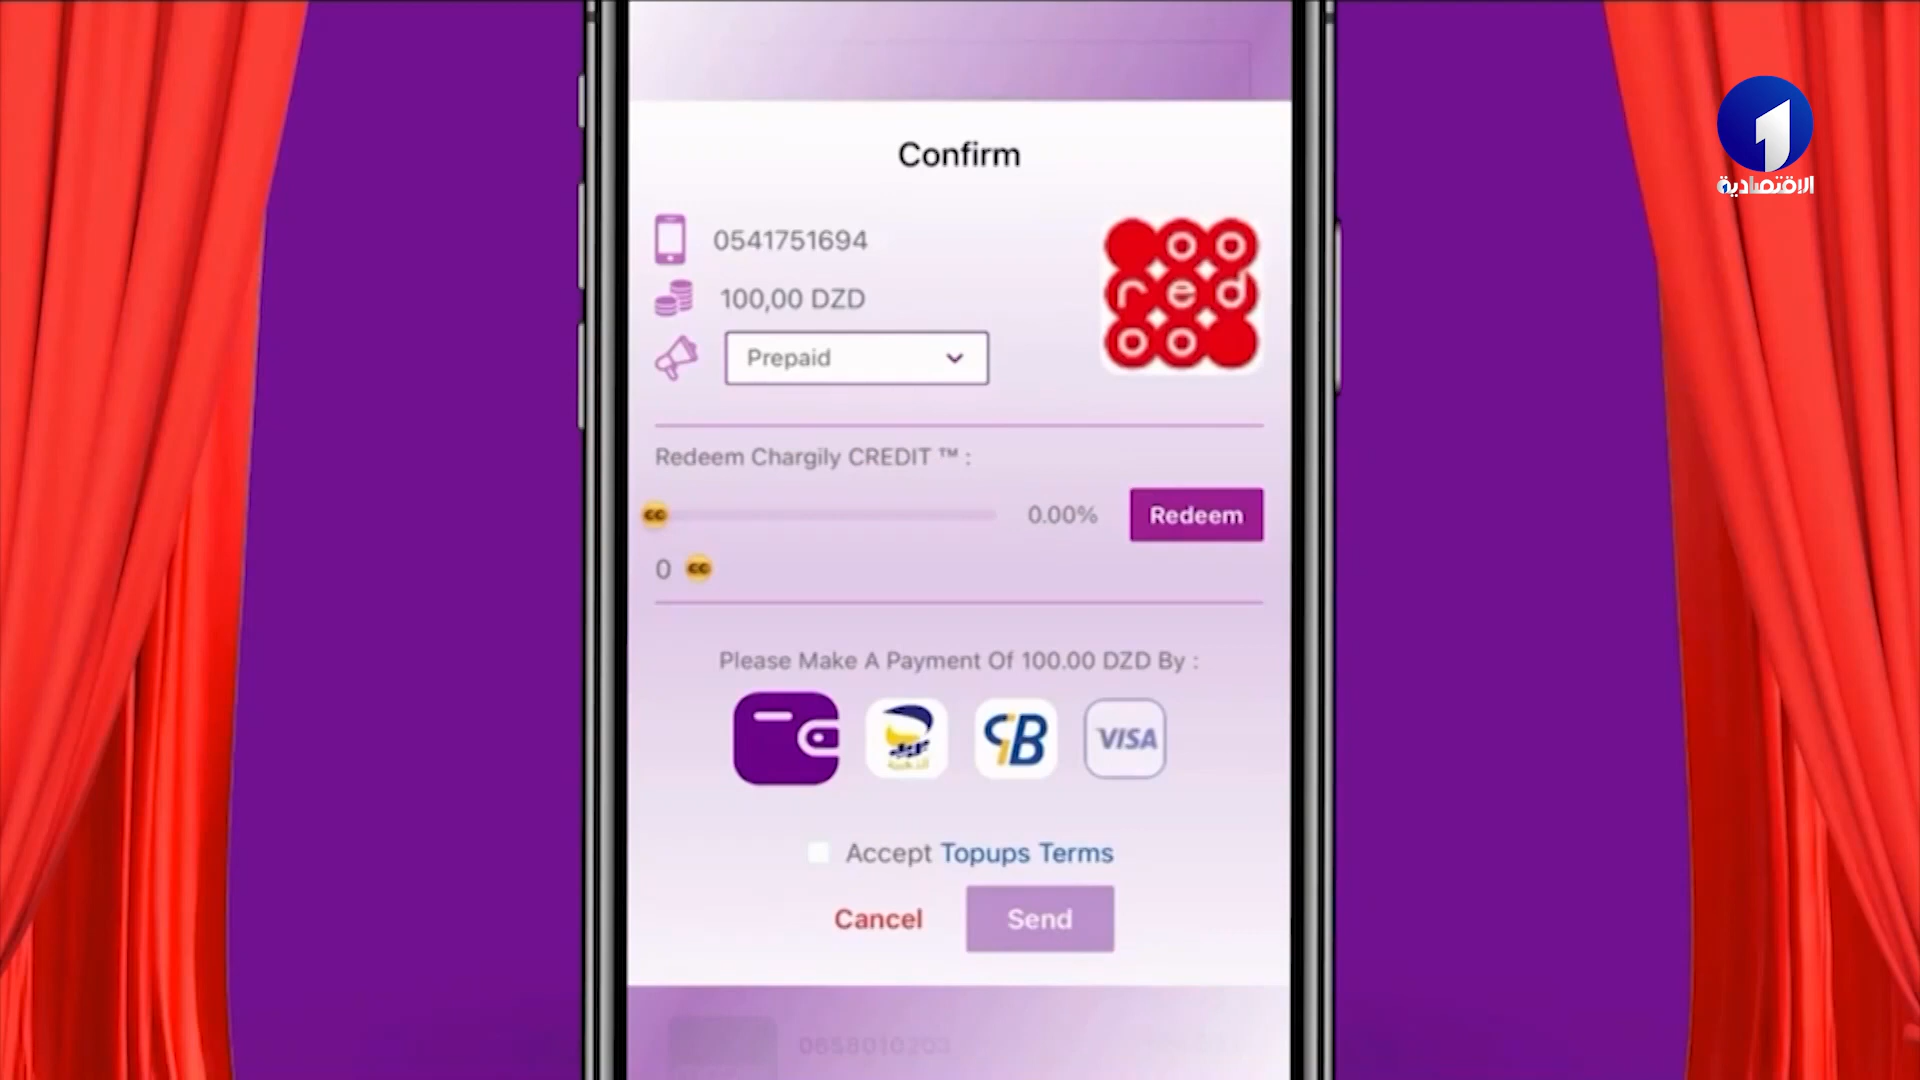 Confirm
0541751694
100,00 DZD
Prepaid
ooredoo
Redeem Chargily CREDIT ™ :
0.00%
Redeem
0
Please Make A Payment Of 100.00 DZD By :
VISA
Accept Topups Terms
Cancel
Send
1
الإقتصادية